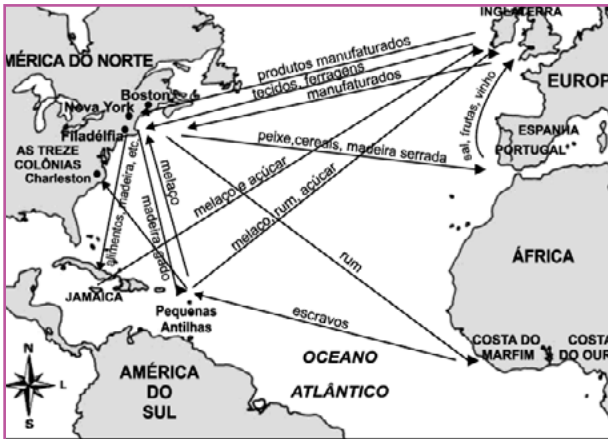 INGLATERRA
MÉRICA DO NORTE
produtos manufaturados
tecidos, ferragens
manufaturados
Boston
Nova York
Filadélfia
EUROP
AS TREZE
COLÔNIAS
Charleston
peixe,cereais, madeira serrada
sal, frutas, vinho
ESPANHA
PORTUGAL
alimentos, madeira, etc.
madeira, gado
melaço
melaço e açúcar
melaço, rum, açúcar
rum
ÁFRICA
JAMAICA
Pequenas
Antilhas
escravos
COSTA DO
MARFIM
COSTA
DO OUR
OCEANO
ATLÂNTICO
AMÉRICA
DO
SUL
N
L
S